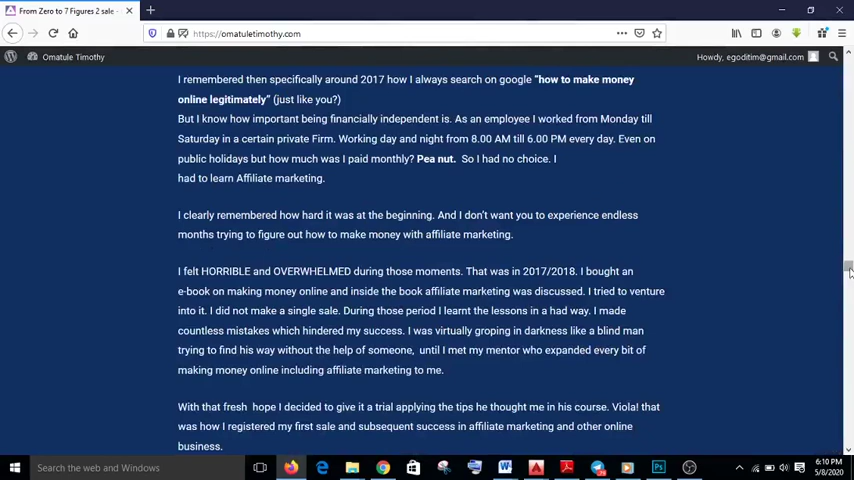 From Zero to 7 Figures 2 sale -
https://omatuletimothy.com
Omatule Timothy
Howdy, egoditim@gmail.com
I remembered then specifically around 2017 how I always search on google "how to make money
online legitimately" (just like you?)
But I know how important being financially independent is. As an employee I worked from Monday till
Saturday in a certain private Firm. Working day and night from 8.00 AM till 6.00 PM every day. Even on
public holidays but how much was I paid monthly? Pea nut. So I had no choice. I
had to learn Affiliate marketing.
I clearly remembered how hard it was at the beginning. And I don't want you to experience endless
months trying to figure out how to make money with affiliate marketing.
I felt HORRIBLE and OVERWHELMED during those moments. That was in 2017/2018. I bought an
e-book on making money online and inside the book affiliate marketing was discussed. I tried to venture
into it. I did not make a single sale. During those period I learnt the lessons in a had way. I made
countless mistakes which hindered my success. I was virtually groping in darkness like a blind man
trying to find his way without the help of someone, until I met my mentor who expanded every bit of
making money online including affiliate marketing to me.
With that fresh hope I decided to give it a trial applying the tips he thought me in his course. Viola! that
was how I registered my first sale and subsequent success in affiliate marketing and other online
business.
Search the web and Windows
6:10 PM
5/8/2020